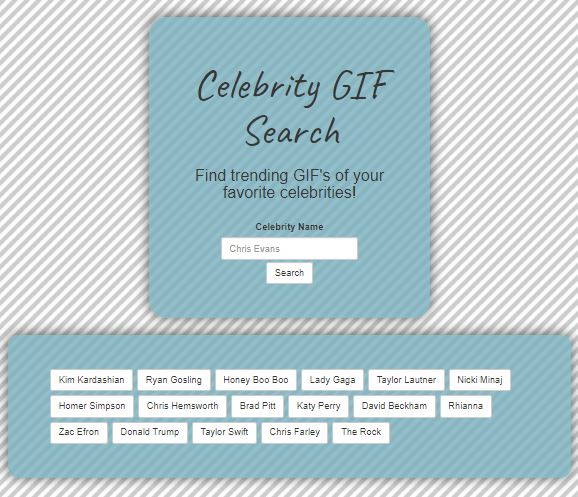 Celebrity GIF
Search
Find trending GIF's of your
favorite celebrities!
Celebrity Name
Chris Evans
Search
Kim Kardashian Ryan Gosling Honey Boo Boo Lady Gaga Taylor Lautner Nicki Minaj
Homer Simpson Chris Hemsworth Brad Pitt Katy Perry David Beckham Rhianna
Zac Efron Donald Trump Taylor Swift Chris Farley The Rock